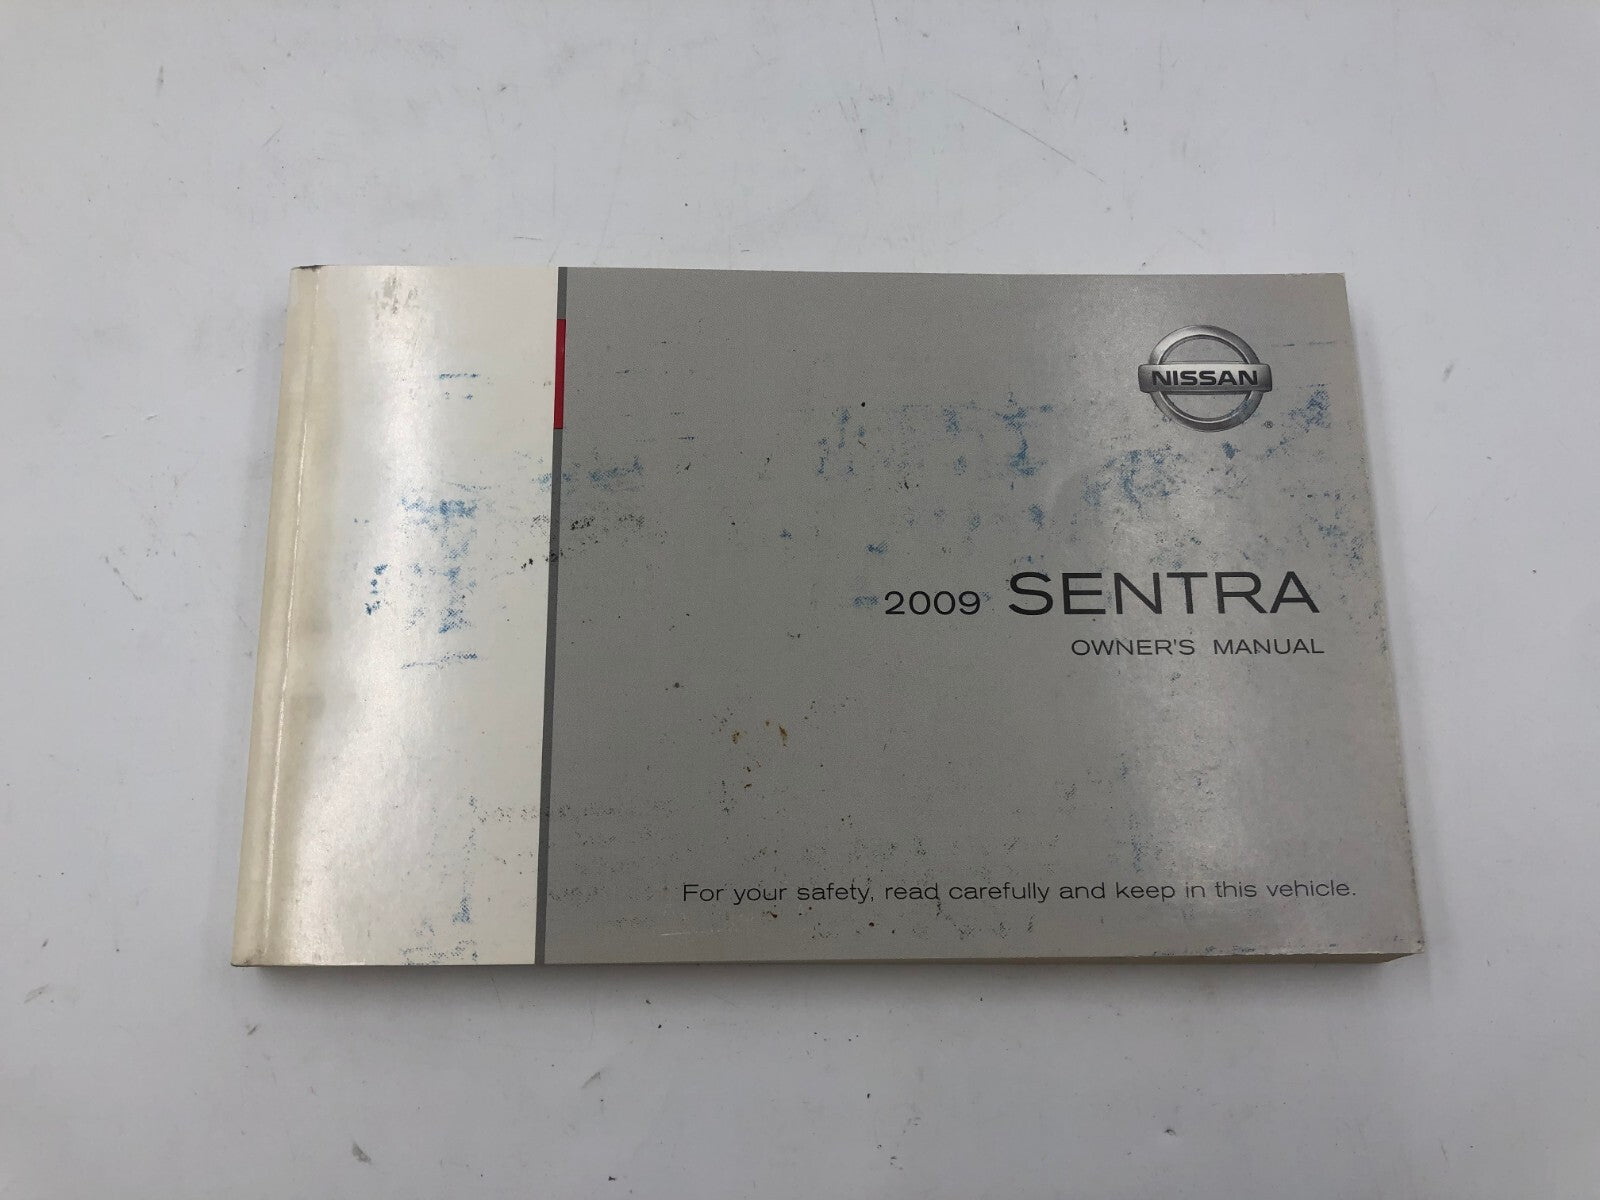 NISSAN
®
2009 SENTRA
OWNER'S MANUAL
For your safety, read carefully and keep in this vehicle.